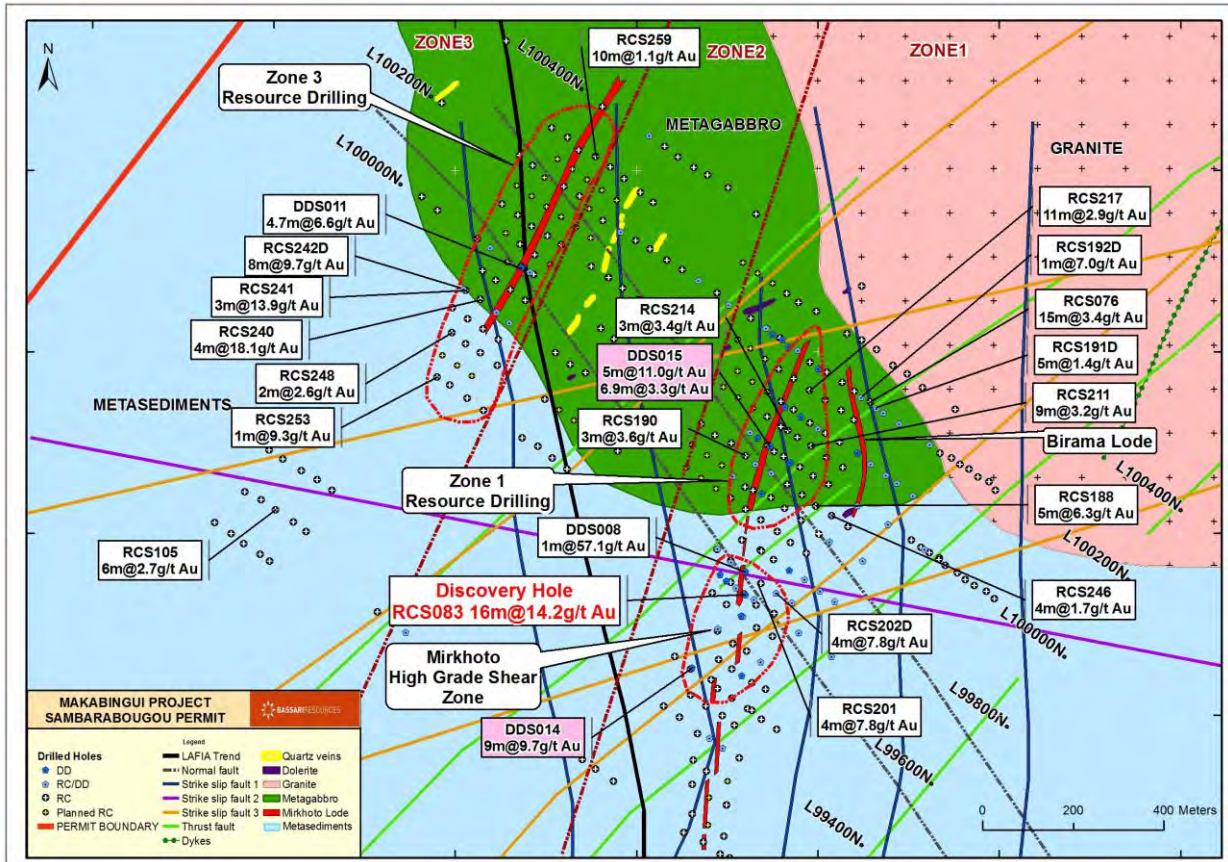 N
ZONE3
ZONE2
ZONE1
L100200N
L100400N
L100000N
RCS259
10m@1.1g/t Au
Zone 3
Resource Drilling
METAGABBRO
GRANITE
DDS011
4.7m@6.6g/t Au
RCS242D
8m@9.7g/t Au
RCS241
3m@13.9g/t Au
RCS240
4m@18.1g/t Au
RCS248
2m@2.6g/t Au
METASEDIMENTS
RCS253
1m@9.3g/t Au
RCS217
11m@2.9g/t Au
RCS192D
1m@7.0g/t Au
RCS076
15m@3.4g/t Au
RCS191D
5m@1.4g/t Au
RCS211
9m@3.2g/t Au
Birama Lode
RCS214
3m@3.4g/t Au
DDS015
5m@11.0g/t Au
6.9m@3.3g/t Au
RCS190
3m@3.6g/t Au
Zone 1
Resource Drilling
L100400N
RCS188
5m@6.3g/t Au
L100200N
DDS008
1m@57.1g/t Au
RCS105
6m@2.7g/t Au
Discovery Hole
RCS083 16m@14.2g/t Au
RCS246
4m@1.7g/t Au
L100000N
RCS202D
4m@7.8g/t Au
Mirkhoto
High Grade Shear
Zone
RCS201
4m@7.8g/t Au
L99800N
L99600N
L99400N
DDS014
9m@9.7g/t Au
MAKABINGUI PROJECT
SAMBARABOUGOU PERMIT
BASSARI RESOURCES
Legend
Drilled Holes
DD
RC/DD
RC
Planned RC
PERMIT BOUNDARY
LAFIA Trend
Normal fault
Strike slip fault 1
Strike slip fault 2
Strike slip fault 3
Thrust fault
Dykes
Quartz veins
Dolerite
Granite
Metagabbro
Mirkhoto Lode
Metasediments
0 200 400 Meters